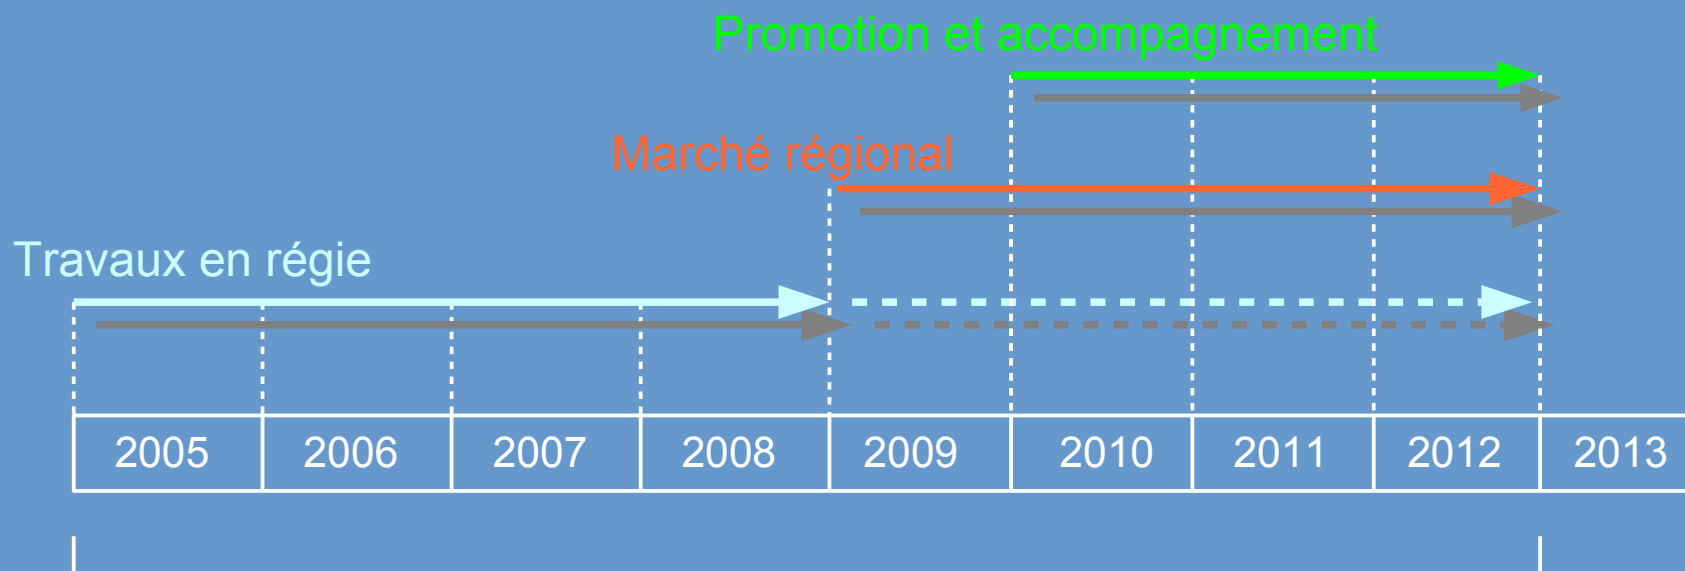 Promotion et accompagnement
Marché régional
Travaux en régie
2005 2006 2007 2008 2009 2010 2011 2012 2013